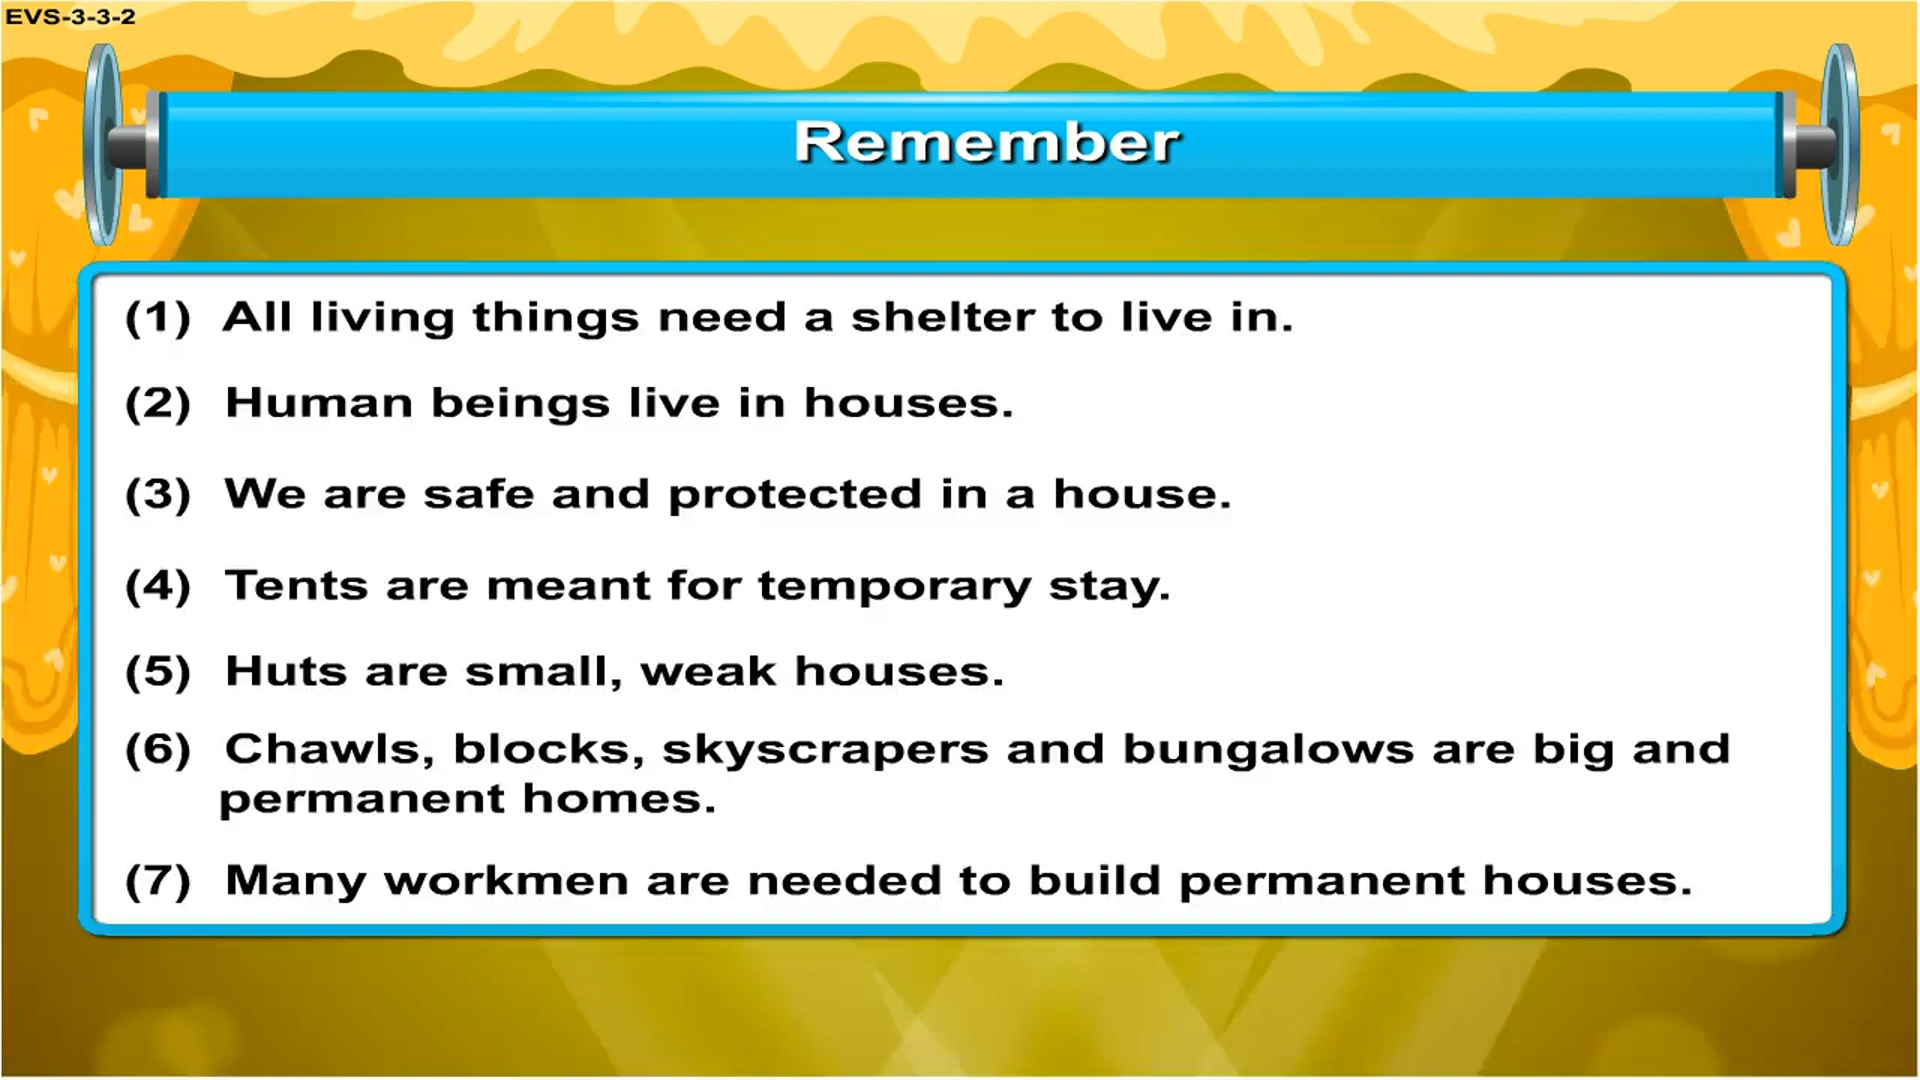 EVS-3-3-2
Remember
(1) All living things need a shelter to live in.
(2) Human beings live in houses.
(3) We are safe and protected in a house.
(4) Tents are meant for temporary stay.
(5) Huts are small, weak houses.
(6) Chawls, blocks, skyscrapers and bungalows are big and
permanent homes.
(7) Many workmen are needed to build permanent houses.